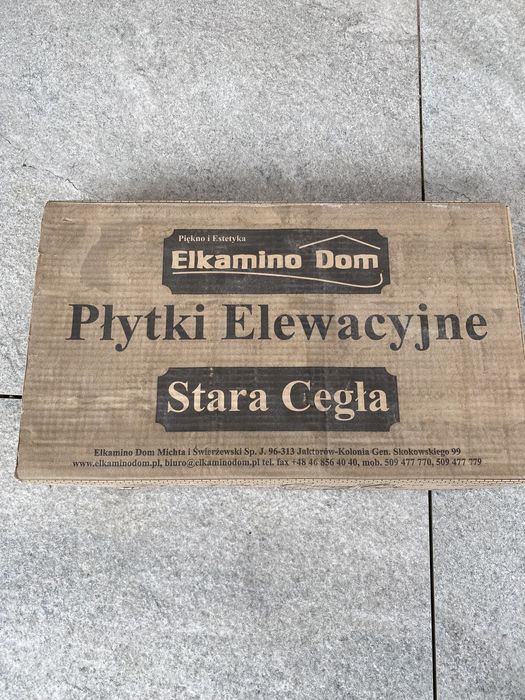 Piękno i Estetyka
Elkamino Dom
Płytki Elewacyjne
Stara Cegła
Elkamino Dom Michta i Świerżewski Sp. J. 96-313 Jaktorów-Kolonia Gen. Skokowskiego 99
www.elkaminodom.pl, biuro@elkaminodom.pl tel. fax +48 46 856 40 40, mob. 509 477 770, 509 477 779